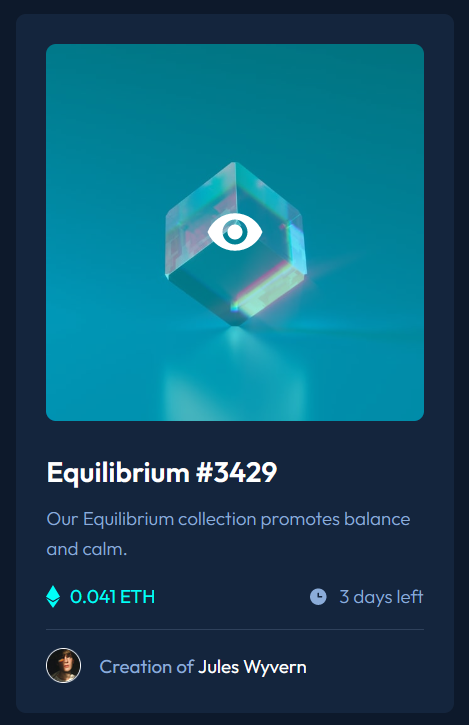 Equilibrium #3429
Our Equilibrium collection promotes balance
and calm.
0.041 ETH
3 days left
Creation of Jules Wyvern